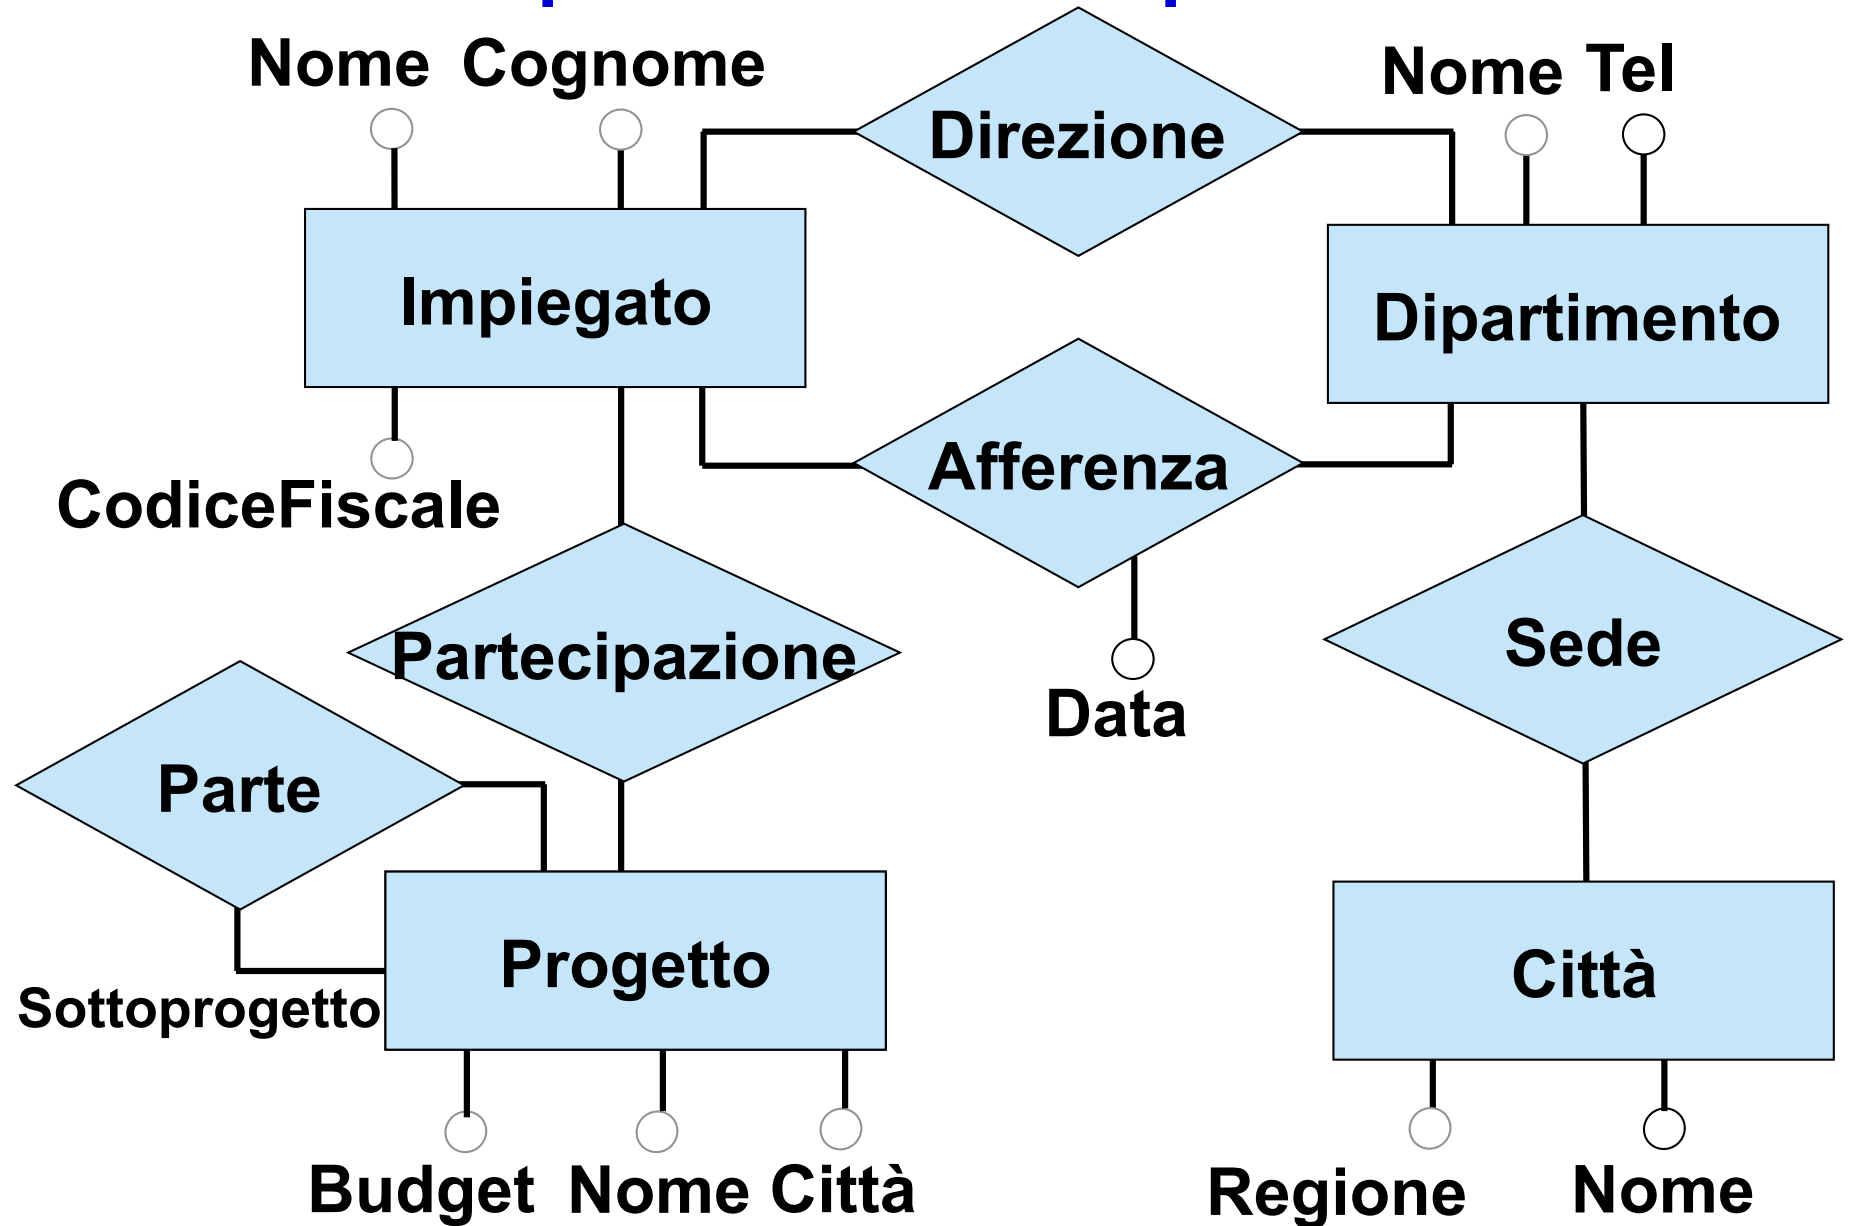 Nome Cognome
Nome Tel
Direzione
Impiegato
Dipartimento
Afferenza
CodiceFiscale
Partecipazione
Sede
Data
Parte
Progetto
Città
Sottoprogetto
Budget Nome Città
Regione Nome